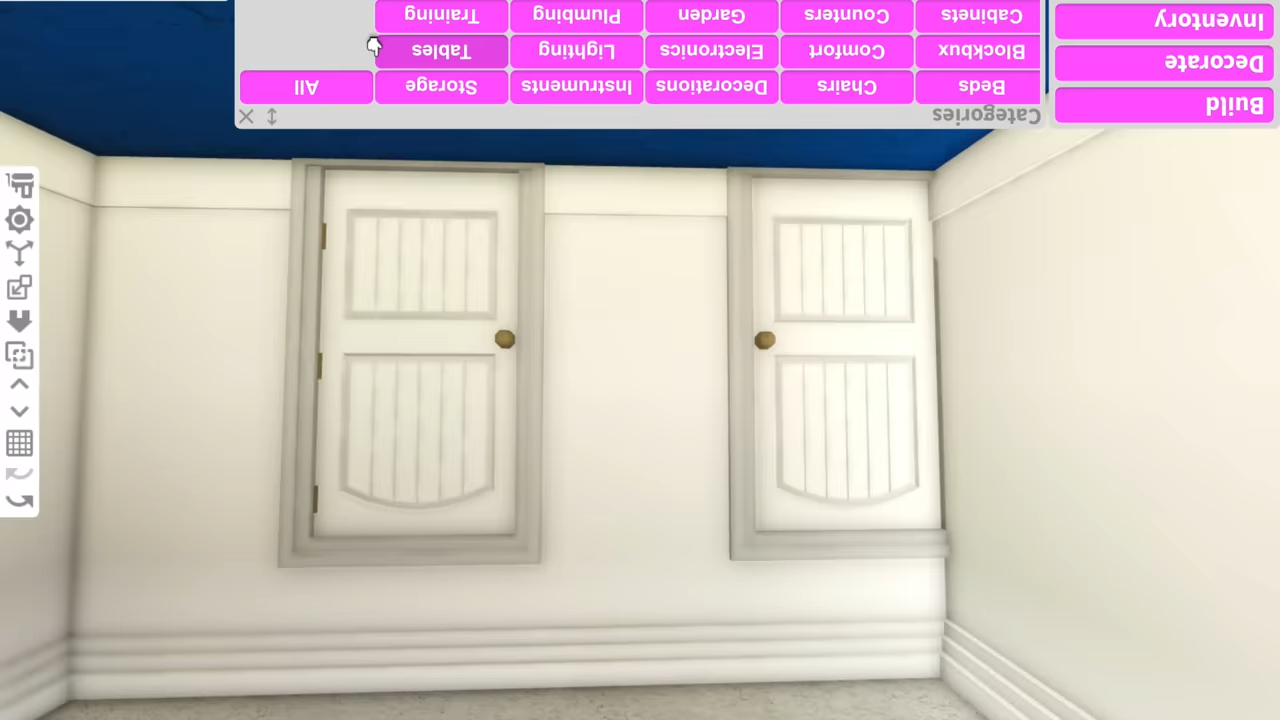 Build
Decorate
Inventory
Categories
Beds Chairs Decorations Instruments Storage All
Blockbux Comfort Electronics Lighting Tables
Cabinets Counters Garden Plumbing Training